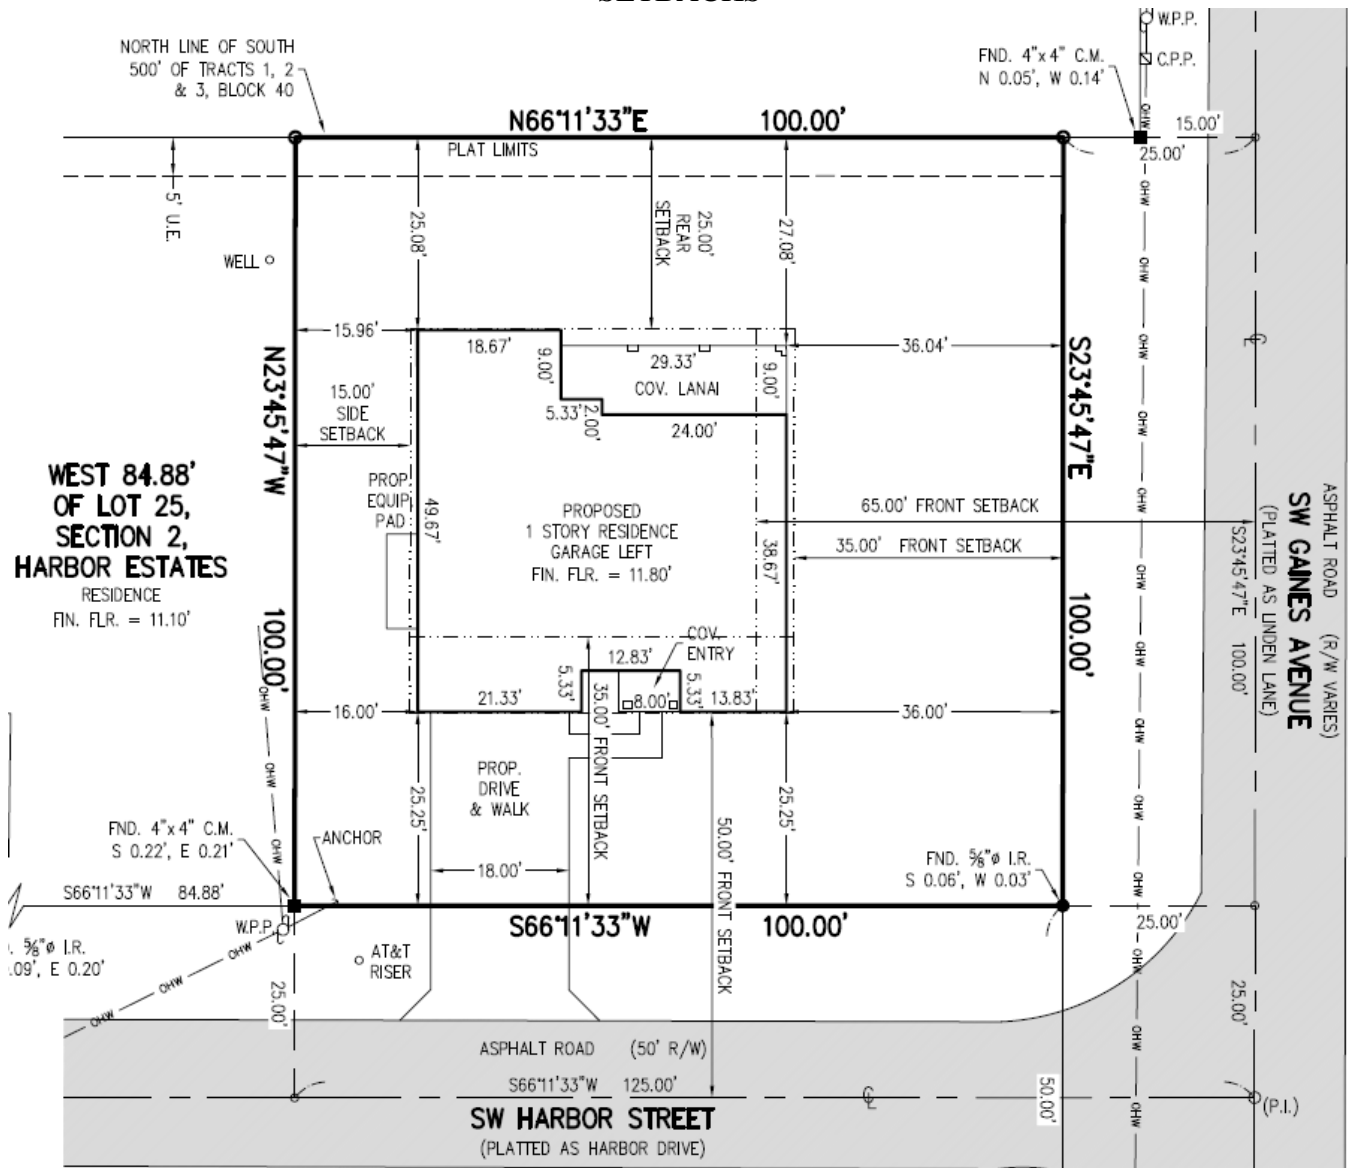 SETBACKS
NORTH LINE OF SOUTH
500' OF TRACTS 1, 2
& 3, BLOCK 40
N66°11'33"E 100.00'
PLAT LIMITS
FND. 4"x4" C.M.
N 0.05', W 0.14'
W.P.P.
C.P.P.
OHW
15.00'
25.00'
5' U.E.
WELL
25.08'
25.00'
REAR
SETBACK
27.08'
15.96'
18.67'
9.00'
29.33'
COV. LANAI
9.00'
36.04'
15.00'
SIDE
SETBACK
5.33'
2.00'
24.00'
N23°45'47"W 100.00'
S23°45'47"E 100.00'
WEST 84.88'
OF LOT 25,
SECTION 2,
HARBOR ESTATES
RESIDENCE
FIN. FLR. = 11.10'
PROP.
EQUIP.
PAD
49.67'
PROPOSED
1 STORY RESIDENCE
GARAGE LEFT
FIN. FLR. = 11.80'
38.67'
65.00' FRONT SETBACK
35.00' FRONT SETBACK
ASPHALT ROAD (R/W VARIES)
SW GAINES AVENUE
(PLATTED AS LINDEN LANE)
S23°45'47"E 100.00'
COV.
ENTRY
12.83'
5.33'
8.00'
5.33'
21.33'
13.83'
16.00'
36.00'
35.00' FRONT SETBACK
PROP.
DRIVE
& WALK
25.25'
25.25'
18.00'
50.00' FRONT SETBACK
FND. 4"x4" C.M.
S 0.22', E 0.21'
ANCHOR
FND. ⅝"ø I.R.
S 0.06', W 0.03'
S66°11'33"W 84.88'
S66°11'33"W 100.00'
W.P.P.
. ⅝"ø I.R.
.09', E 0.20'
AT&T
RISER
25.00'
25.00'
25.00'
OHW
ASPHALT ROAD (50' R/W)
S66°11'33"W 125.00'
SW HARBOR STREET
(PLATTED AS HARBOR DRIVE)
50.00'
(P.I.)